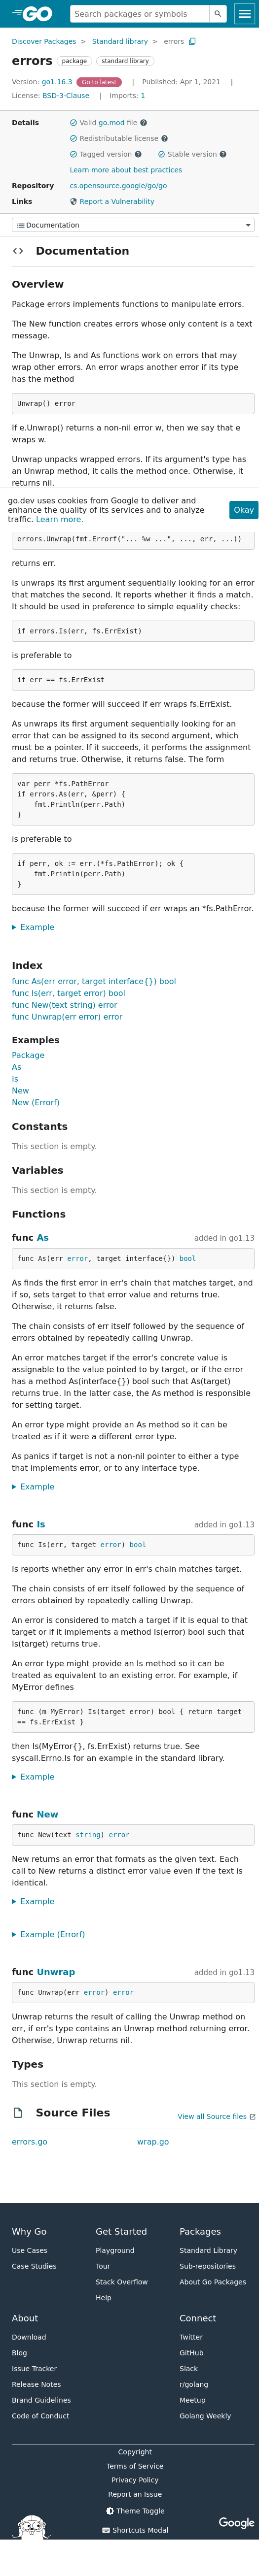 GO
Search packages or symbols
Discover Packages > Standard library > errors
errors package standard library
Version: go1.16.3 Go to latest | Published: Apr 1, 2021 |
License: BSD-3-Clause | Imports: 1
Details Valid go.mod file
Redistributable license
Tagged version Stable version
Learn more about best practices
Repository cs.opensource.google/go/go
Links Report a Vulnerability
Documentation
Documentation
Overview
Package errors implements functions to manipulate errors.
The New function creates errors whose only content is a text
message.
The Unwrap, Is and As functions work on errors that may
wrap other errors. An error wraps another error if its type
has the method
Unwrap() error
If e.Unwrap() returns a non-nil error w, then we say that e
wraps w.
Unwrap unpacks wrapped errors. If its argument's type has
an Unwrap method, it calls the method once. Otherwise, it
returns nil.
go.dev uses cookies from Google to deliver and
enhance the quality of its services and to analyze
traffic. Learn more.
Okay
errors.Unwrap(fmt.Errorf("... %w ...", ..., err, ...))
returns err.
Is unwraps its first argument sequentially looking for an error
that matches the second. It reports whether it finds a match.
It should be used in preference to simple equality checks:
if errors.Is(err, fs.ErrExist)
is preferable to
if err == fs.ErrExist
because the former will succeed if err wraps fs.ErrExist.
As unwraps its first argument sequentially looking for an
error that can be assigned to its second argument, which
must be a pointer. If it succeeds, it performs the assignment
and returns true. Otherwise, it returns false. The form
var perr *fs.PathError
if errors.As(err, &perr) {
fmt.Println(perr.Path)
}
is preferable to
if perr, ok := err.(*fs.PathError); ok {
fmt.Println(perr.Path)
}
because the former will succeed if err wraps an *fs.PathError.
Example
Index
func As(err error, target interface{}) bool
func Is(err, target error) bool
func New(text string) error
func Unwrap(err error) error
Examples
Package
As
Is
New
New (Errorf)
Constants
This section is empty.
Variables
This section is empty.
Functions
func As added in go1.13
func As(err error, target interface{}) bool
As finds the first error in err's chain that matches target, and
if so, sets target to that error value and returns true.
Otherwise, it returns false.
The chain consists of err itself followed by the sequence of
errors obtained by repeatedly calling Unwrap.
An error matches target if the error's concrete value is
assignable to the value pointed to by target, or if the error
has a method As(interface{}) bool such that As(target)
returns true. In the latter case, the As method is responsible
for setting target.
An error type might provide an As method so it can be
treated as if it were a different error type.
As panics if target is not a non-nil pointer to either a type
that implements error, or to any interface type.
Example
func Is added in go1.13
func Is(err, target error) bool
Is reports whether any error in err's chain matches target.
The chain consists of err itself followed by the sequence of
errors obtained by repeatedly calling Unwrap.
An error is considered to match a target if it is equal to that
target or if it implements a method Is(error) bool such that
Is(target) returns true.
An error type might provide an Is method so it can be
treated as equivalent to an existing error. For example, if
MyError defines
func (m MyError) Is(target error) bool { return target
== fs.ErrExist }
then Is(MyError{}, fs.ErrExist) returns true. See
syscall.Errno.Is for an example in the standard library.
Example
func New
func New(text string) error
New returns an error that formats as the given text. Each
call to New returns a distinct error value even if the text is
identical.
Example
Example (Errorf)
func Unwrap added in go1.13
func Unwrap(err error) error
Unwrap returns the result of calling the Unwrap method on
err, if err's type contains an Unwrap method returning error.
Otherwise, Unwrap returns nil.
Types
This section is empty.
Source Files View all Source files
errors.go wrap.go
Why Go
Use Cases
Case Studies
Get Started
Playground
Tour
Stack Overflow
Help
Packages
Standard Library
Sub-repositories
About Go Packages
About
Download
Blog
Issue Tracker
Release Notes
Brand Guidelines
Code of Conduct
Connect
Twitter
GitHub
Slack
r/golang
Meetup
Golang Weekly
Copyright
Terms of Service
Privacy Policy
Report an Issue
Theme Toggle
Shortcuts Modal
Google